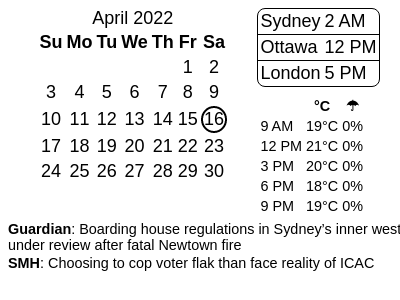 April 2022
Su Mo Tu We Th Fr Sa
1 2
3 4 5 6 7 8 9
10 11 12 13 14 15 16
17 18 19 20 21 22 23
24 25 26 27 28 29 30
Sydney 2 AM
Ottawa 12 PM
London 5 PM
°C ☂
9 AM 19°C 0%
12 PM 21°C 0%
3 PM 20°C 0%
6 PM 18°C 0%
9 PM 19°C 0%
Guardian: Boarding house regulations in Sydney's inner west
under review after fatal Newtown fire
SMH: Choosing to cop voter flak than face reality of ICAC